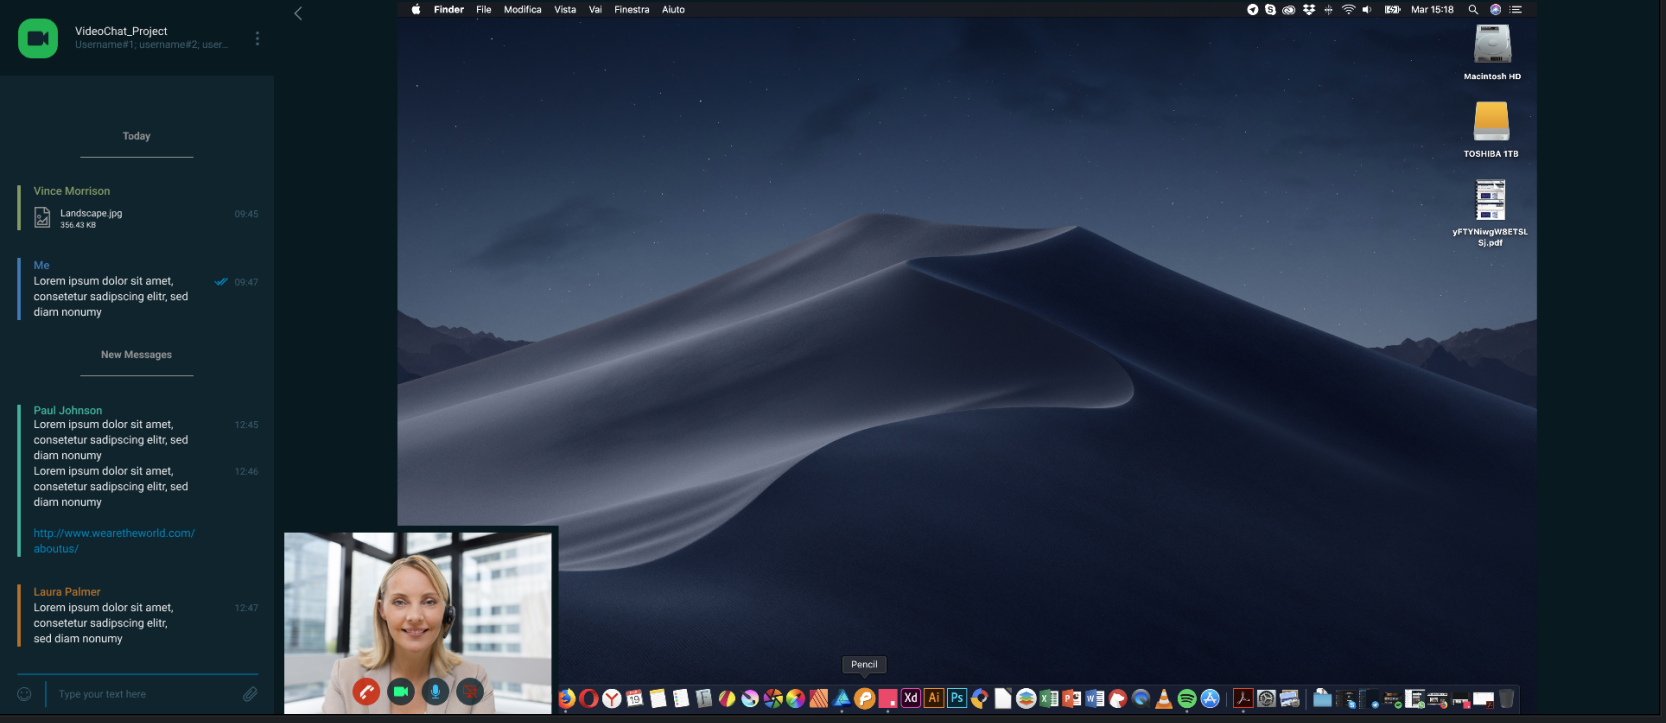 VideoChat_Project
Username#1; username#2; user...
Today
Vince Morrison
Landscape.jpg
356.43 KB
09:45
Me
Lorem ipsum dolor sit amet,
09:47
consetetur sadipscing elitr, sed
diam nonumy
New Messages
Paul Johnson
Lorem ipsum dolor sit amet,
12:45
consetetur sadipscing elitr, sed
diam nonumy
Lorem ipsum dolor sit amet,
12:46
consetetur sadipscing elitr, sed
diam nonumy
http://www.wearetheworld.com/
aboutus/
Laura Palmer
Lorem ipsum dolor sit amet,
12:47
consetetur sadipscing elitr,
sed diam nonumy
Type your text here
Finder File Modifica Vista Vai Finestra Aiuto
Mar 15:18
Macintosh HD
TOSHIBA 1TB
yFTYNiwgW8ETSL
Sj.pdf
Pencil
19
Xd Ai Ps